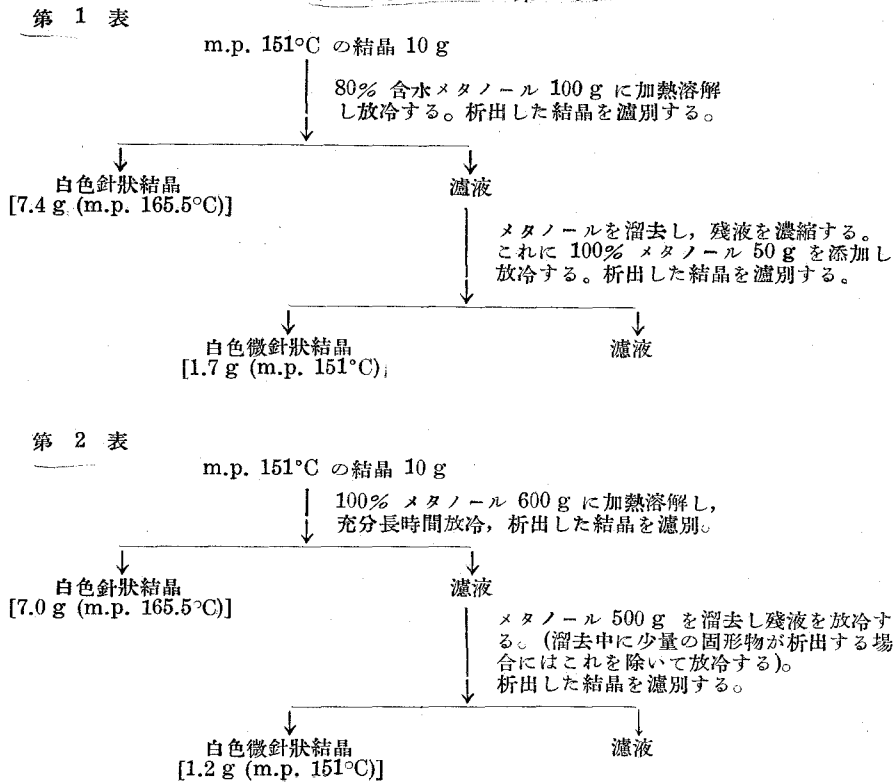 第 1 表
m.p. 151°C の結晶 10 g
80% 含水メタノール 100 g に加熱溶解
し放冷する。析出した結晶を濾別する。
白色針狀結晶
[7.4 g (m.p. 165.5°C)]
濾液
メタノールを溜去し，殘液を濃縮する。
これに 100% メタノール 50 g を添加し
放冷する。析出した結晶を濾別する。
白色微針狀結晶
[1.7 g (m.p. 151°C)
濾液
第 2 表
m.p. 151°C の結晶 10 g
100% メタノール 600 g に加熱溶解し，
充分長時間放冷，析出した結晶を濾別。
白色針狀結晶
[7.0 g (m.p. 165.5°C)]
濾液
メタノール 500 g を溜去し殘液を放冷す
る。(溜去中に少量の固形物が析出する場
合にはこれを除いて放冷する)。
析出した結晶を濾別する。
白色微針狀結晶
[1.2 g (m.p. 151°C)]
濾液